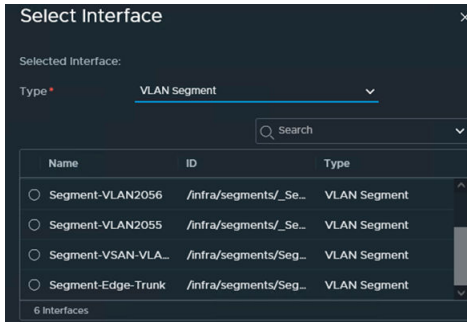 Select Interface
Selected Interface:
Type*
VLAN Segment
Search
Name ID Type
Segment-VLAN2056 /infra/segments/_Se... VLAN Segment
Segment-VLAN2055 /infra/segments/_Se... VLAN Segment
Segment-VSAN-VLA... /infra/segments/Seg... VLAN Segment
Segment-Edge-Trunk /infra/segments/Seg... VLAN Segment
6 Interfaces